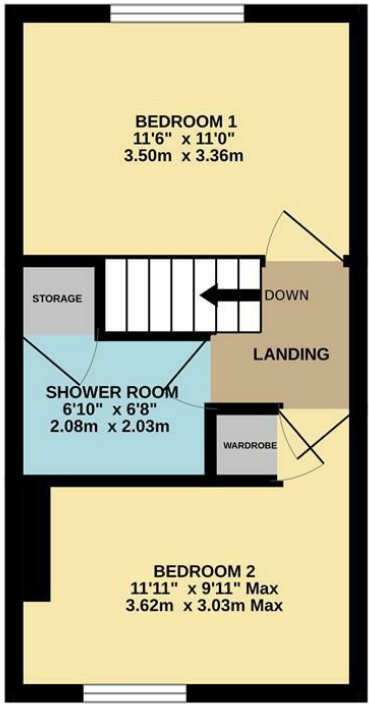 BEDROOM 1
11'6" x 11'0"
3.50m x 3.36m
STORAGE
DOWN
LANDING
SHOWER ROOM
6'10" x 6'8"
2.08m x 2.03m
WARDROBE
BEDROOM 2
11'11" x 9'11" Max
3.62m x 3.03m Max